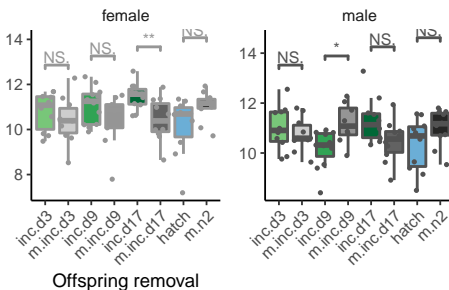 female
male
NS.
NS.
**
NS.
NS.
*
NS.
NS.
14
12
10
8
14
12
10
inc.d3
m.inc.d3
inc.d9
m.inc.d9
inc.d17
m.inc.d17
hatch
m.n2
inc.d3
m.inc.d3
inc.d9
m.inc.d9
inc.d17
m.inc.d17
hatch
m.n2
Offspring removal